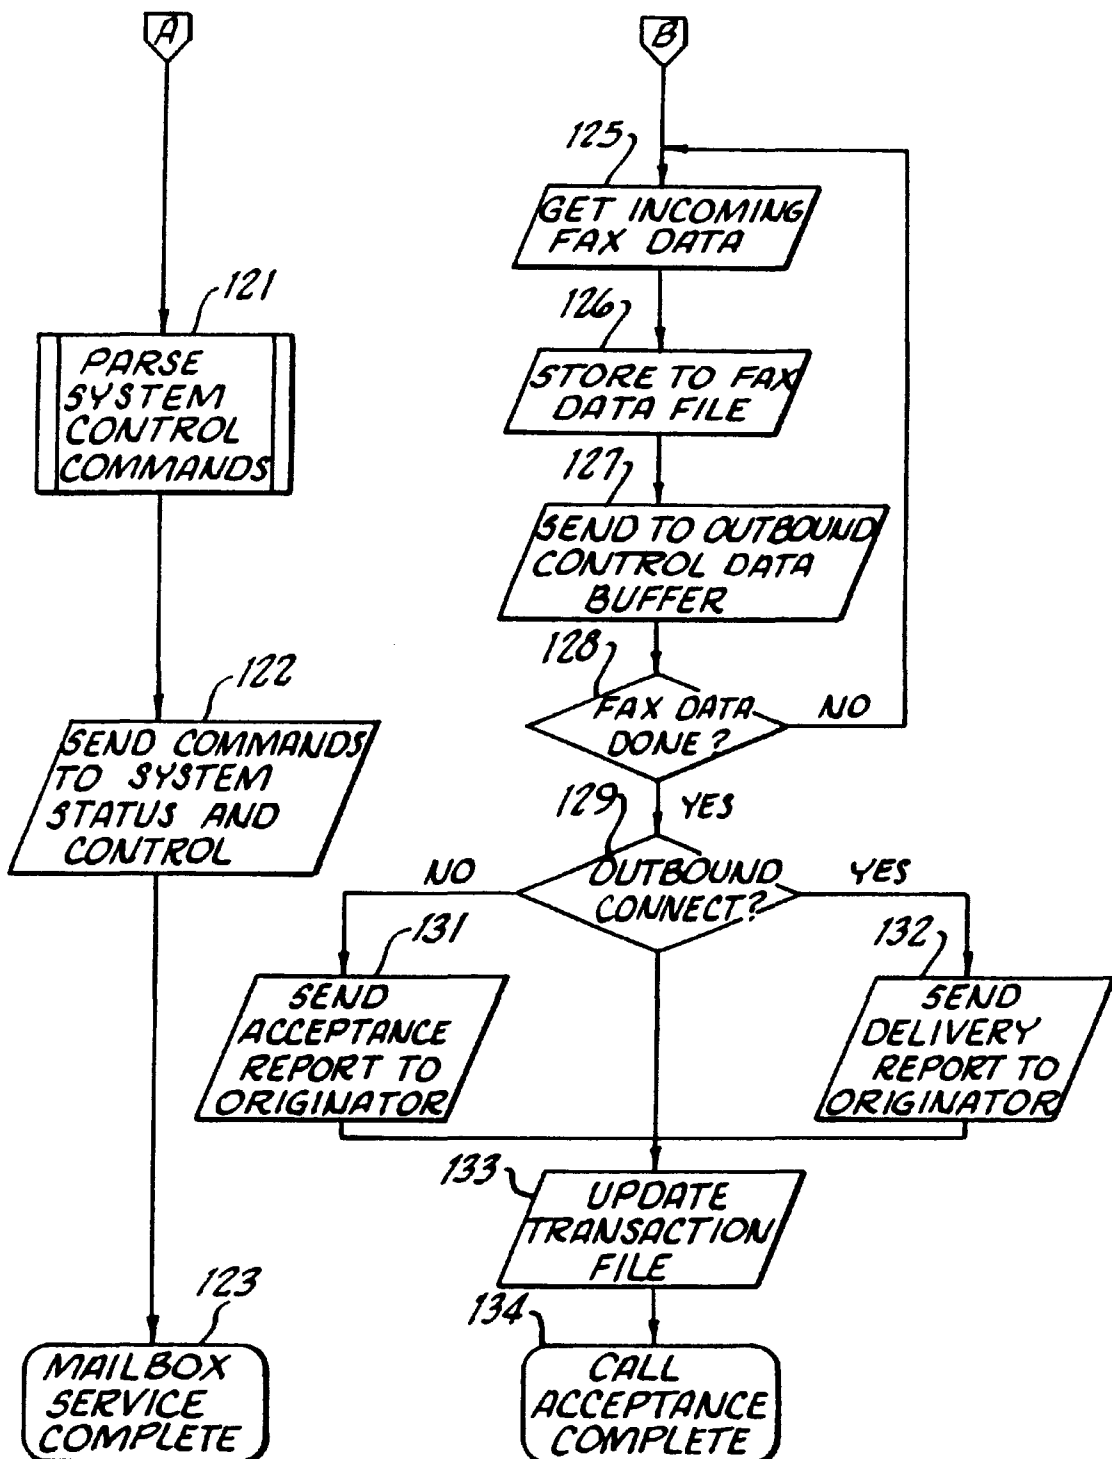 A
121
PARSE
SYSTEM
CONTROL
COMMANDS
122
SEND COMMANDS
TO SYSTEM
STATUS AND
CONTROL
123
MAILBOX
SERVICE
COMPLETE
B
125
GET INCOMING
FAX DATA
126
STORE TO FAX
DATA FILE
127
SEND TO OUTBOUND
CONTROL DATA
BUFFER
128
FAX DATA
DONE?
NO
YES
129
OUTBOUND
CONNECT?
NO
YES
131
SEND
ACCEPTANCE
REPORT TO
ORIGINATOR
132
SEND
DELIVERY
REPORT TO
ORIGINATOR
133
UPDATE
TRANSACTION
FILE
134
CALL
ACCEPTANCE
COMPLETE